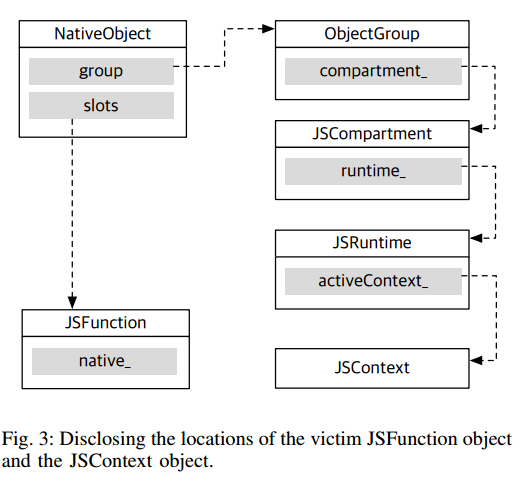 NativeObject
group
slots
ObjectGroup
compartment_
JSCompartment
runtime_
JSRuntime
activeContext_
JSContext
JSFunction
native_
Fig. 3: Disclosing the locations of the victim JSFunction object
and the JSContext object.